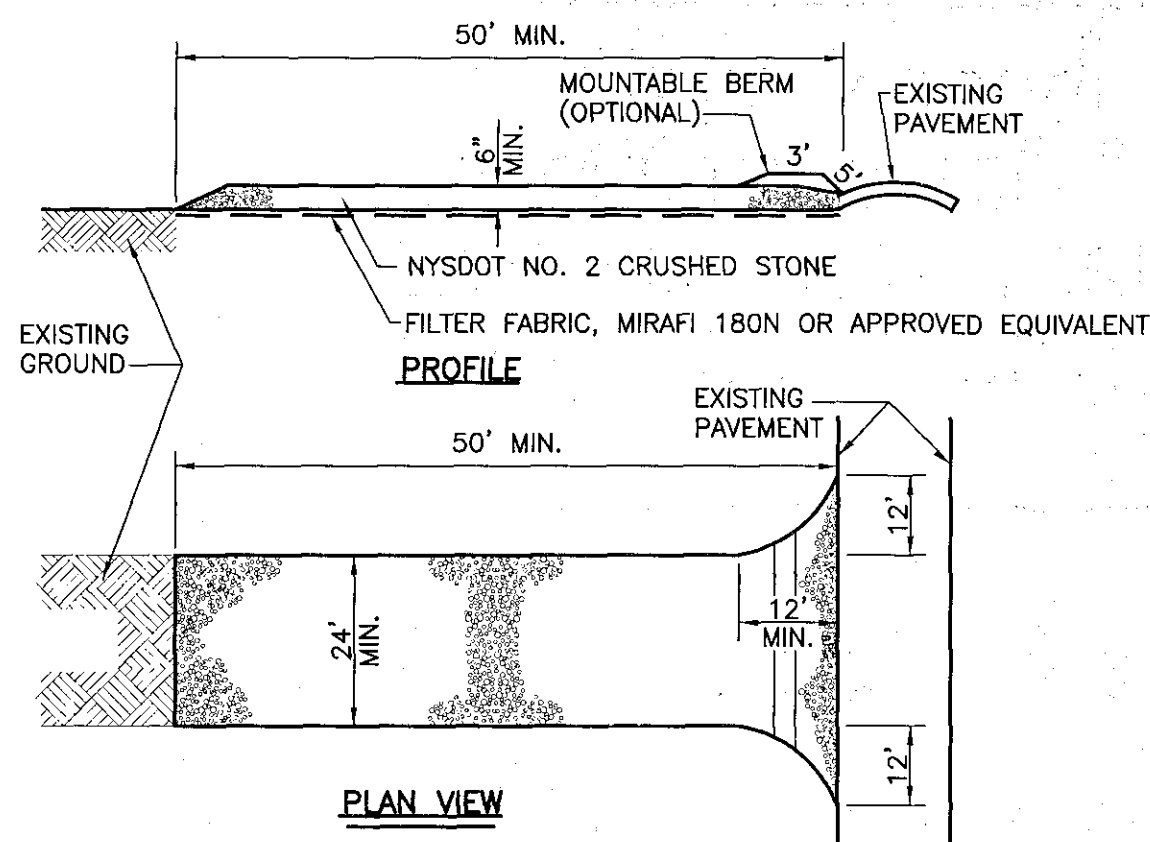 50' MIN.
MOUNTABLE BERM
(OPTIONAL)
EXISTING
PAVEMENT
6"
MIN.
3'
5'
NYSDOT NO. 2 CRUSHED STONE
FILTER FABRIC, MIRAFI 180N OR APPROVED EQUIVALENT
EXISTING
GROUND
PROFILE
EXISTING
PAVEMENT
50' MIN.
12'
24'
MIN.
12'
MIN.
12'
PLAN VIEW